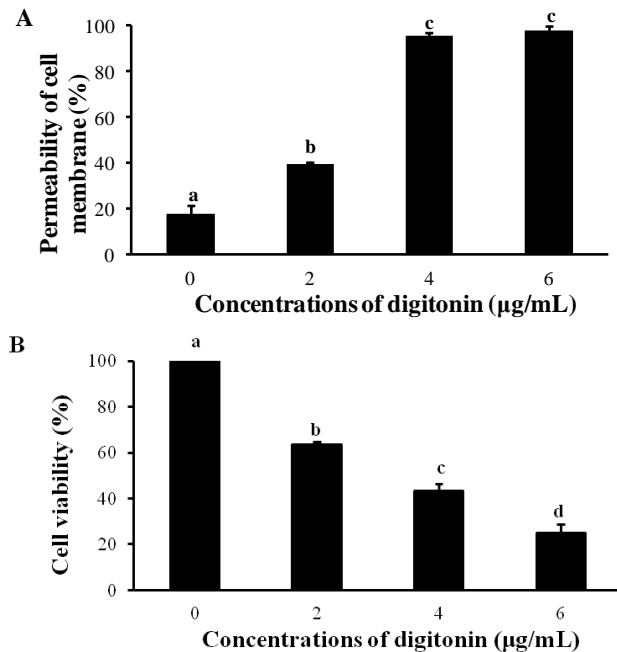 A
Permeability of cell
membrane (%)
100
80
60
40
20
0
a
b
c
c
0 2 4 6
Concentrations of digitonin (µg/mL)
B
Cell viability (%)
100
80
60
40
20
0
a
b
c
d
0 2 4 6
Concentrations of digitonin (µg/mL)